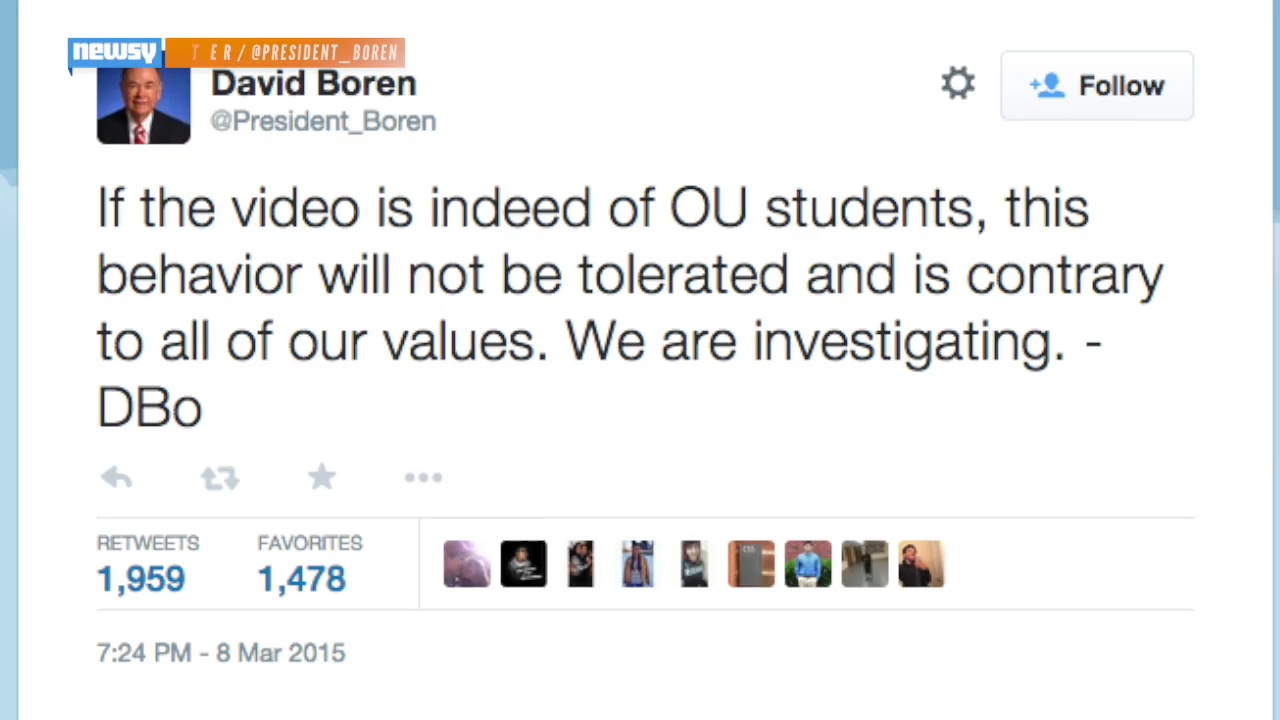 newsy T E R / @PRESIDENT_BOREN
David Boren
@President_Boren
Follow
If the video is indeed of OU students, this
behavior will not be tolerated and is contrary
to all of our values. We are investigating. -
DBo
RETWEETS FAVORITES
1,959 1,478
7:24 PM - 8 Mar 2015